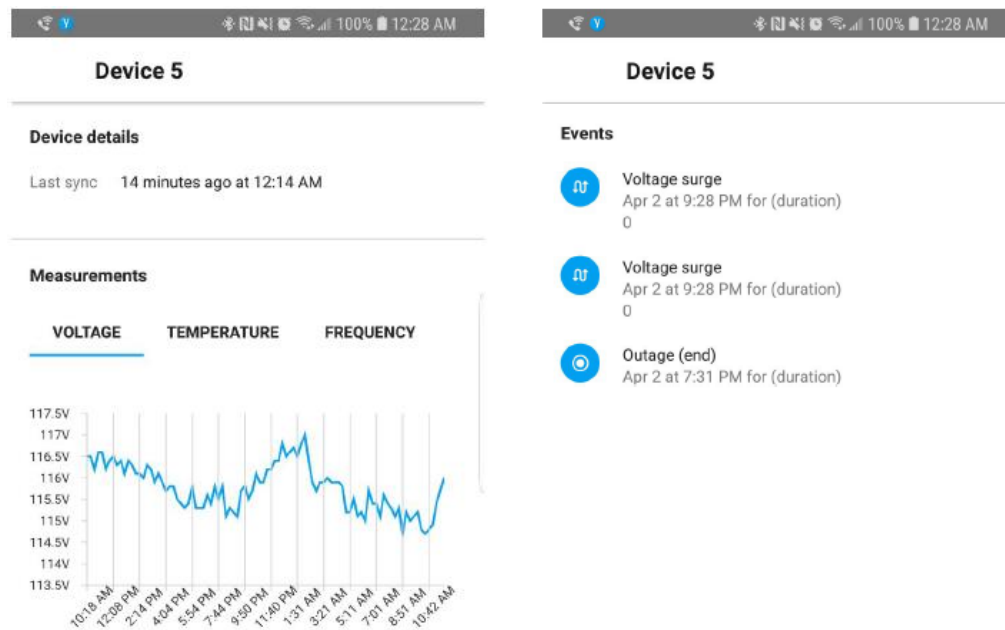 Y 100% 12:28 AM
Device 5
Device details
Last sync 14 minutes ago at 12:14 AM
Measurements
VOLTAGE TEMPERATURE FREQUENCY
117.5V
117V
116.5V
116V
115.5V
115V
114.5V
114V
113.5V
10:18 AM 12:08 PM 2:14 PM 4:04 PM 5:54 PM 7:44 PM 9:50 PM 11:40 PM 1:31 AM 3:21 AM 5:11 AM 7:01 AM 8:51 AM 10:42 AM
Y 100% 12:28 AM
Device 5
Events
Voltage surge
Apr 2 at 9:28 PM for (duration)
0
Voltage surge
Apr 2 at 9:28 PM for (duration)
0
Outage (end)
Apr 2 at 7:31 PM for (duration)